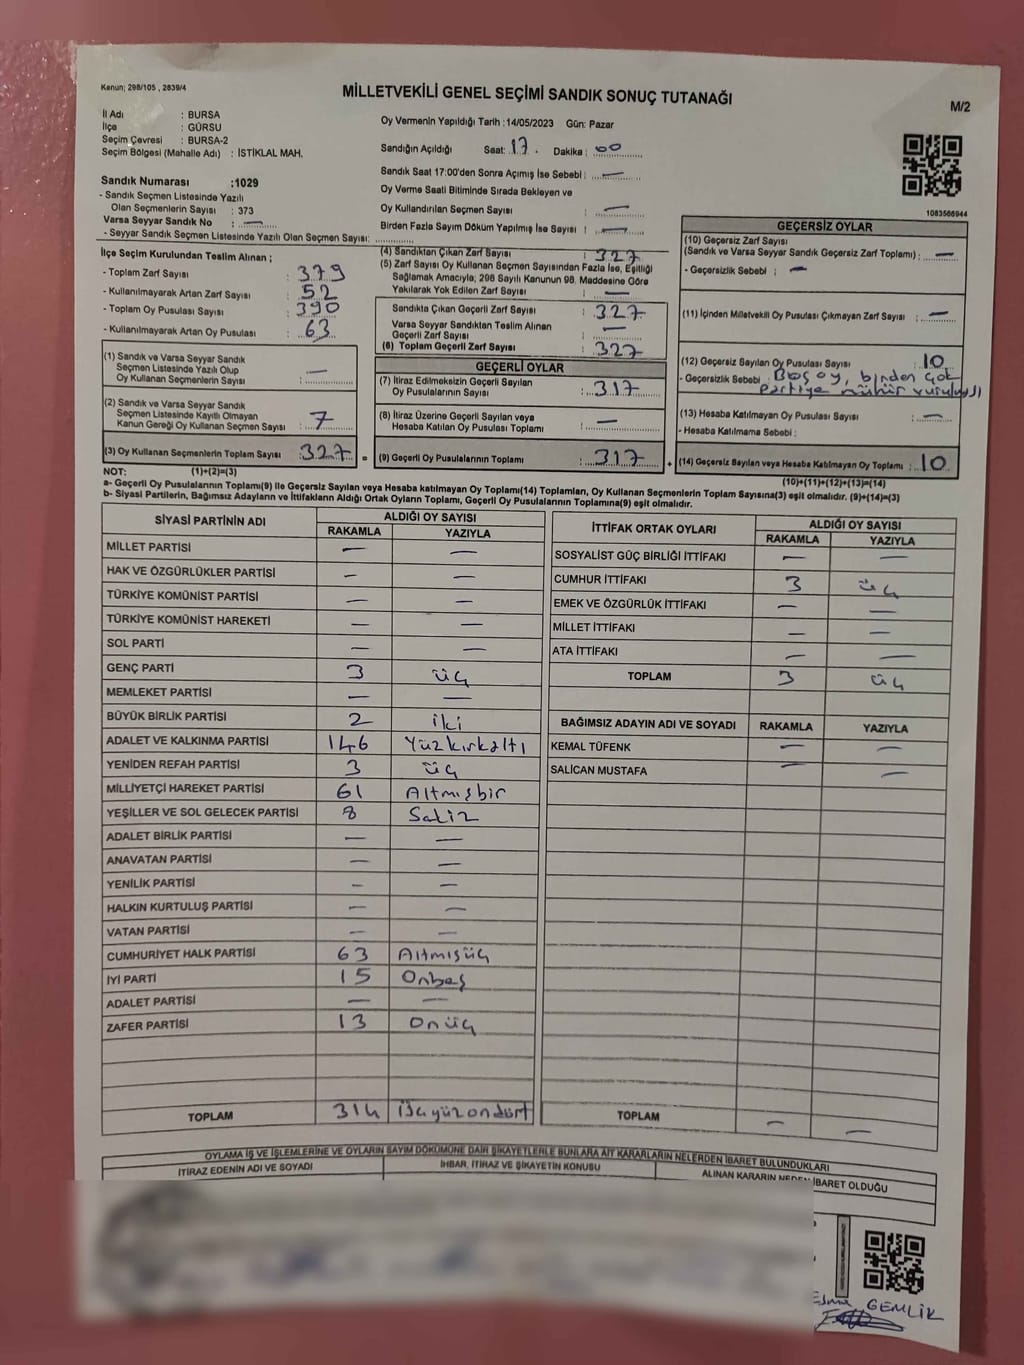 Kanun; 298/105 , 2839/4
MİLLETVEKİLİ GENEL SEÇİMİ SANDIK SONUÇ TUTANAĞI
M/2
İl Adı : BURSA
İlçe : GÜRSU
Seçim Çevresi : BURSA-2
Seçim Bölgesi (Mahalle Adı) : İSTİKLAL MAH.
Sandık Numarası :1029
- Sandık Seçmen Listesinde Yazılı
Olan Seçmenlerin Sayısı : 373
Varsa Seyyar Sandık No : —
- Seyyar Sandık Seçmen Listesinde Yazılı Olan Seçmen Sayısı:
Oy Vermenin Yapıldığı Tarih :14/05/2023 Gün: Pazar
Sandığın Açıldığı Saat: 17 . Dakika : 00
Sandık Saat 17:00'den Sonra Açımış İse Sebebi : —
Oy Verme Saati Bitiminde Sırada Bekleyen ve
Oy Kullandırılan Seçmen Sayısı : —
Birden Fazla Sayım Döküm Yapılmış İse Sayısı : —
1083566944
İlçe Seçim Kurulundan Teslim Alınan ;
- Toplam Zarf Sayısı : 379
- Kullanılmayarak Artan Zarf Sayısı : 52
- Toplam Oy Pusulası Sayısı : 390
- Kullanılmayarak Artan Oy Pusulası : 63
(1) Sandık ve Varsa Seyyar Sandık
Seçmen Listesinde Yazılı Olup
Oy Kullanan Seçmenlerin Sayısı : —
(2) Sandık ve Varsa Seyyar Sandık
Seçmen Listesinde Kayıtlı Olmayan
Kanun Gereği Oy Kullanan Seçmen Sayısı : 7
(3) Oy Kullanan Seçmenlerin Toplam Sayısı : 327
(4) Sandıktan Çıkan Zarf Sayısı : 327
(5) Zarf Sayısı Oy Kullanan Seçmen Sayısından Fazla İse, Eşitliği
Sağlamak Amacıyla; 298 Sayılı Kanunun 98. Maddesine Göre
Yakılarak Yok Edilen Zarf Sayısı : —
Sandıkta Çıkan Geçerli Zarf Sayısı : 327
Varsa Seyyar Sandıktan Teslim Alınan
Geçerli Zarf Sayısı : —
(6) Toplam Geçerli Zarf Sayısı : 327
GEÇERLİ OYLAR
(7) İtiraz Edilmeksizin Geçerli Sayılan
Oy Pusulalarının Sayısı : 317
(8) İtiraz Üzerine Geçerli Sayılan veya
Hesaba Katılan Oy Pusulası Toplamı : —
= (9) Geçerli Oy Pusulalarının Toplamı : 317
GEÇERSİZ OYLAR
(10) Geçersiz Zarf Sayısı
(Sandık ve Varsa Seyyar Sandık Geçersiz Zarf Toplamı) : —
- Geçersizlik Sebebi : —
(11) İçinden Milletvekili Oy Pusulası Çıkmayan Zarf Sayısı : —
(12) Geçersiz Sayılan Oy Pusulası Sayısı : 10
- Geçersizlik Sebebi : Boş oy, birden çok
partiye mühür vuruluydu
(13) Hesaba Katılmayan Oy Pusulası Sayısı : —
- Hesaba Katılmama Sebebi :
+ (14) Geçersiz Sayılan veya Hesaba Katılmayan Oy Toplamı : 10
NOT: (1)+(2)=(3)
(10)+(11)+(12)+(13)=(14)
a- Geçerli Oy Pusulalarının Toplamı(9) ile Geçersiz Sayılan veya Hesaba katılmayan Oy Toplamı(14) Toplamları, Oy Kullanan Seçmenlerin Toplam Sayısına(3) eşit olmalıdır. (9)+(14)=(3)
b- Siyasi Partilerin, Bağımsız Adayların ve İttifakların Aldığı Ortak Oyların Toplamı, Geçerli Oy Pusulalarının Toplamına(9) eşit olmalıdır.
SİYASİ PARTİNİN ADI
ALDIĞI OY SAYISI
RAKAMLA YAZIYLA
MİLLET PARTİSİ — —
HAK VE ÖZGÜRLÜKLER PARTİSİ — —
TÜRKİYE KOMÜNİST PARTİSİ — —
TÜRKİYE KOMÜNİST HAREKETİ — —
SOL PARTİ — —
GENÇ PARTİ 3 üç
MEMLEKET PARTİSİ — —
BÜYÜK BİRLİK PARTİSİ 2 iki
ADALET VE KALKINMA PARTİSİ 146 Yüzkırkaltı
YENİDEN REFAH PARTİSİ 3 üç
MİLLİYETÇİ HAREKET PARTİSİ 61 Altmışbir
YEŞİLLER VE SOL GELECEK PARTİSİ 8 Sekiz
ADALET BİRLİK PARTİSİ — —
ANAVATAN PARTİSİ — —
YENİLİK PARTİSİ — —
HALKIN KURTULUŞ PARTİSİ — —
VATAN PARTİSİ — —
CUMHURİYET HALK PARTİSİ 63 Altmışüç
İYİ PARTİ 15 Onbeş
ADALET PARTİSİ — —
ZAFER PARTİSİ 13 Onüç
TOPLAM 314 Üçyüzondört
İTTİFAK ORTAK OYLARI
ALDIĞI OY SAYISI
RAKAMLA YAZIYLA
SOSYALİST GÜÇ BİRLİĞİ İTTİFAKI — —
CUMHUR İTTİFAKI 3 üç
EMEK VE ÖZGÜRLÜK İTTİFAKI — —
MİLLET İTTİFAKI — —
ATA İTTİFAKI — —
TOPLAM 3 üç
BAĞIMSIZ ADAYIN ADI VE SOYADI RAKAMLA YAZIYLA
KEMAL TÜFENK — —
SALİCAN MUSTAFA — —
TOPLAM — —
OYLAMA İŞ VE İŞLEMLERİNE VE OYLARIN SAYIM DÖKÜMÜNE DAİR ŞİKAYETLERLE BUNLARA AİT KARARLARIN NELERDEN İBARET BULUNDUKLARI
İTİRAZ EDENİN ADI VE SOYADI İHBAR, İTİRAZ VE ŞİKAYETİN KONUSU ALINAN KARARIN NEDEN İBARET OLDUĞU
GEMLİK